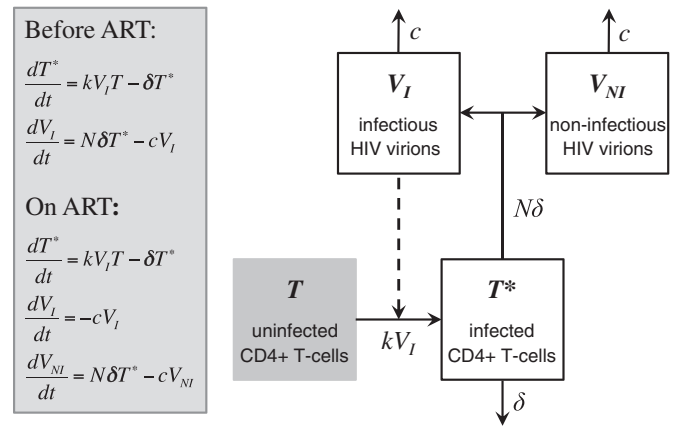 Before ART:
dT*/dt = kV_I T − δT*
dV_I/dt = NδT* − cV_I
On ART:
dT*/dt = kV_I T − δT*
dV_I/dt = −cV_I
dV_NI/dt = NδT* − cV_NI
c
c
V_I
infectious
HIV virions
V_NI
non-infectious
HIV virions
Nδ
T
uninfected
CD4+ T-cells
kV_I
T*
infected
CD4+ T-cells
δ